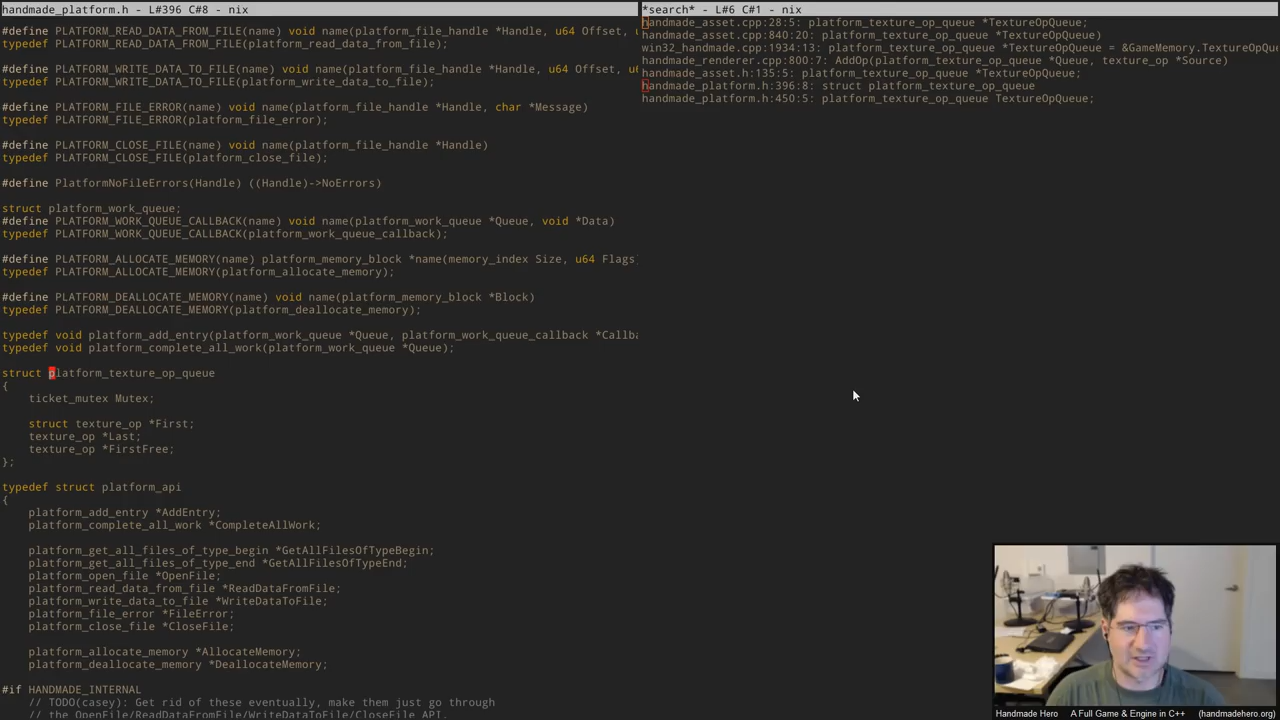 handmade_platform.h - L#396 C#8 - nix
#define PLATFORM_READ_DATA_FROM_FILE(name) void name(platform_file_handle *Handle, u64 Offset,
typedef PLATFORM_READ_DATA_FROM_FILE(platform_read_data_from_file);
#define PLATFORM_WRITE_DATA_TO_FILE(name) void name(platform_file_handle *Handle, u64 Offset,
typedef PLATFORM_WRITE_DATA_TO_FILE(platform_write_data_to_file);
#define PLATFORM_FILE_ERROR(name) void name(platform_file_handle *Handle, char *Message)
typedef PLATFORM_FILE_ERROR(platform_file_error);
#define PLATFORM_CLOSE_FILE(name) void name(platform_file_handle *Handle)
typedef PLATFORM_CLOSE_FILE(platform_close_file);
#define PlatformNoFileErrors(Handle) ((Handle)->NoErrors)
struct platform_work_queue;
#define PLATFORM_WORK_QUEUE_CALLBACK(name) void name(platform_work_queue *Queue, void *Data)
typedef PLATFORM_WORK_QUEUE_CALLBACK(platform_work_queue_callback);
#define PLATFORM_ALLOCATE_MEMORY(name) platform_memory_block *name(memory_index Size, u64 Flags)
typedef PLATFORM_ALLOCATE_MEMORY(platform_allocate_memory);
#define PLATFORM_DEALLOCATE_MEMORY(name) void name(platform_memory_block *Block)
typedef PLATFORM_DEALLOCATE_MEMORY(platform_deallocate_memory);
typedef void platform_add_entry(platform_work_queue *Queue, platform_work_queue_callback *Callba
typedef void platform_complete_all_work(platform_work_queue *Queue);
struct platform_texture_op_queue
{
ticket_mutex Mutex;
struct texture_op *First;
texture_op *Last;
texture_op *FirstFree;
};
typedef struct platform_api
{
platform_add_entry *AddEntry;
platform_complete_all_work *CompleteAllWork;
platform_get_all_files_of_type_begin *GetAllFilesOfTypeBegin;
platform_get_all_files_of_type_end *GetAllFilesOfTypeEnd;
platform_open_file *OpenFile;
platform_read_data_from_file *ReadDataFromFile;
platform_write_data_to_file *WriteDataToFile;
platform_file_error *FileError;
platform_close_file *CloseFile;
platform_allocate_memory *AllocateMemory;
platform_deallocate_memory *DeallocateMemory;
#if HANDMADE_INTERNAL
// TODO(casey): Get rid of these eventually, make them just go through
// the OpenFile/ReadDataFromFile/WriteDataToFile/CloseFile API.
*search* - L#6 C#1 - nix
handmade_asset.cpp:28:5: platform_texture_op_queue *TextureOpQueue;
handmade_asset.cpp:840:20: platform_texture_op_queue *TextureOpQueue)
win32_handmade.cpp:1934:13: platform_texture_op_queue *TextureOpQueue = &GameMemory.TextureOpQu
handmade_renderer.cpp:800:7: AddOp(platform_texture_op_queue *Queue, texture_op *Source)
handmade_asset.h:135:5: platform_texture_op_queue *TextureOpQueue;
handmade_platform.h:396:8: struct platform_texture_op_queue
handmade_platform.h:450:5: platform_texture_op_queue TextureOpQueue;
Handmade Hero A Full Game & Engine in C++ (handmadehero.org)